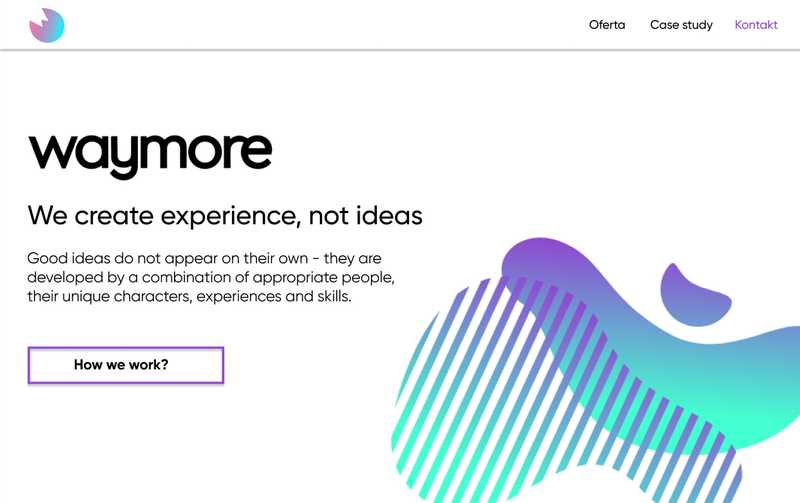 Oferta Case study Kontakt
waymore
We create experience, not ideas
Good ideas do not appear on their own - they are
developed by a combination of appropriate people,
their unique characters, experiences and skills.
How we work?